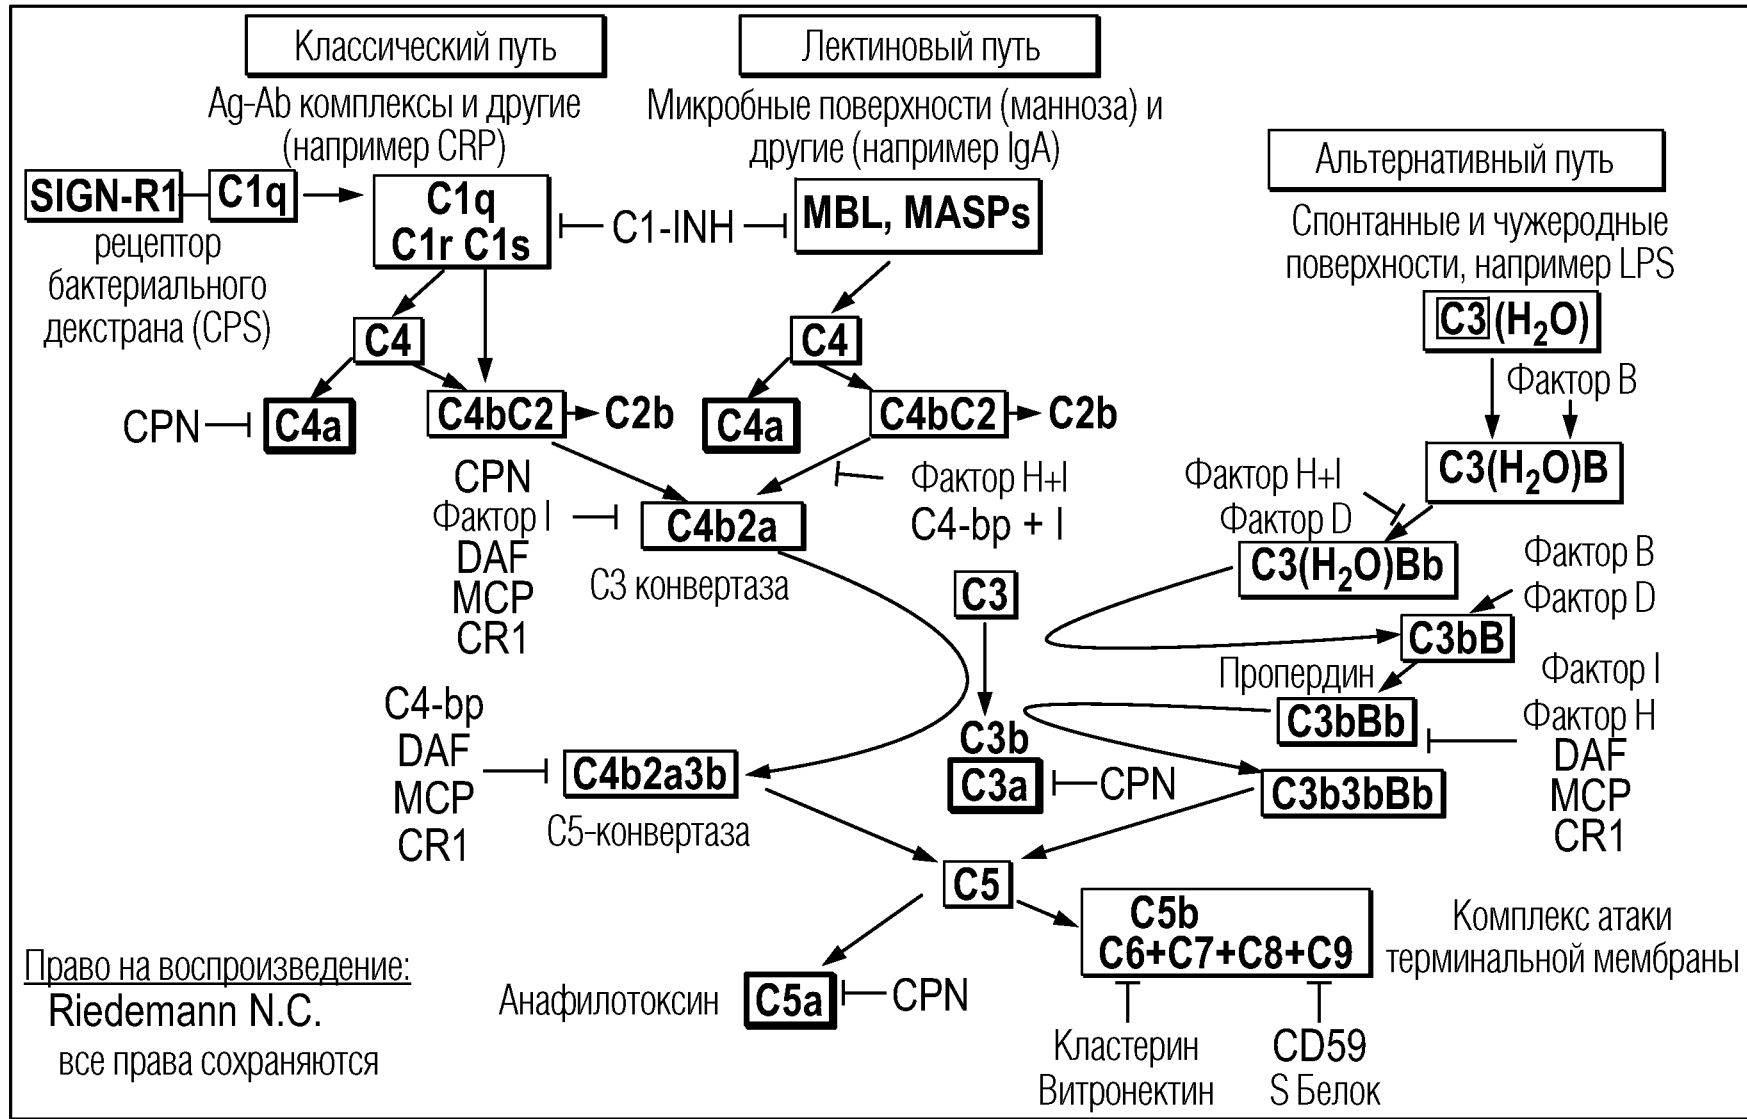 Классический путь
Ag-Ab комплексы и другие
(например CRP)
SIGN-R1
C1q
рецептор
бактериального
декстрана (CPS)
C1q
C1r C1s
C1-INH
Лектиновый путь
Микробные поверхности (манноза) и
другие (например IgA)
MBL, MASPs
Альтернативный путь
Спонтанные и чужеродные
поверхности, например LPS
C3 (H2O)
Фактор B
C3(H2O)B
Фактор H+I
Фактор D
C3(H2O)Bb
Фактор B
Фактор D
C3bB
Пропердин
C3bBb
Фактор I
Фактор H
DAF
MCP
CR1
C3b3bBb
C4
CPN
C4a
C4bC2
C2b
C4
C4a
C4bC2
C2b
CPN
Фактор I
DAF
MCP
CR1
C4b2a
C3 конвертаза
Фактор H+I
C4-bp + I
C3
C3b
C3a
CPN
C4-bp
DAF
MCP
CR1
C4b2a3b
C5-конвертаза
C5
C5b
C6+C7+C8+C9
Комплекс атаки
терминальной мембраны
Анафилотоксин
C5a
CPN
Кластерин
Витронектин
CD59
S Белок
Право на воспроизведение:
Riedemann N.C.
все права сохраняются